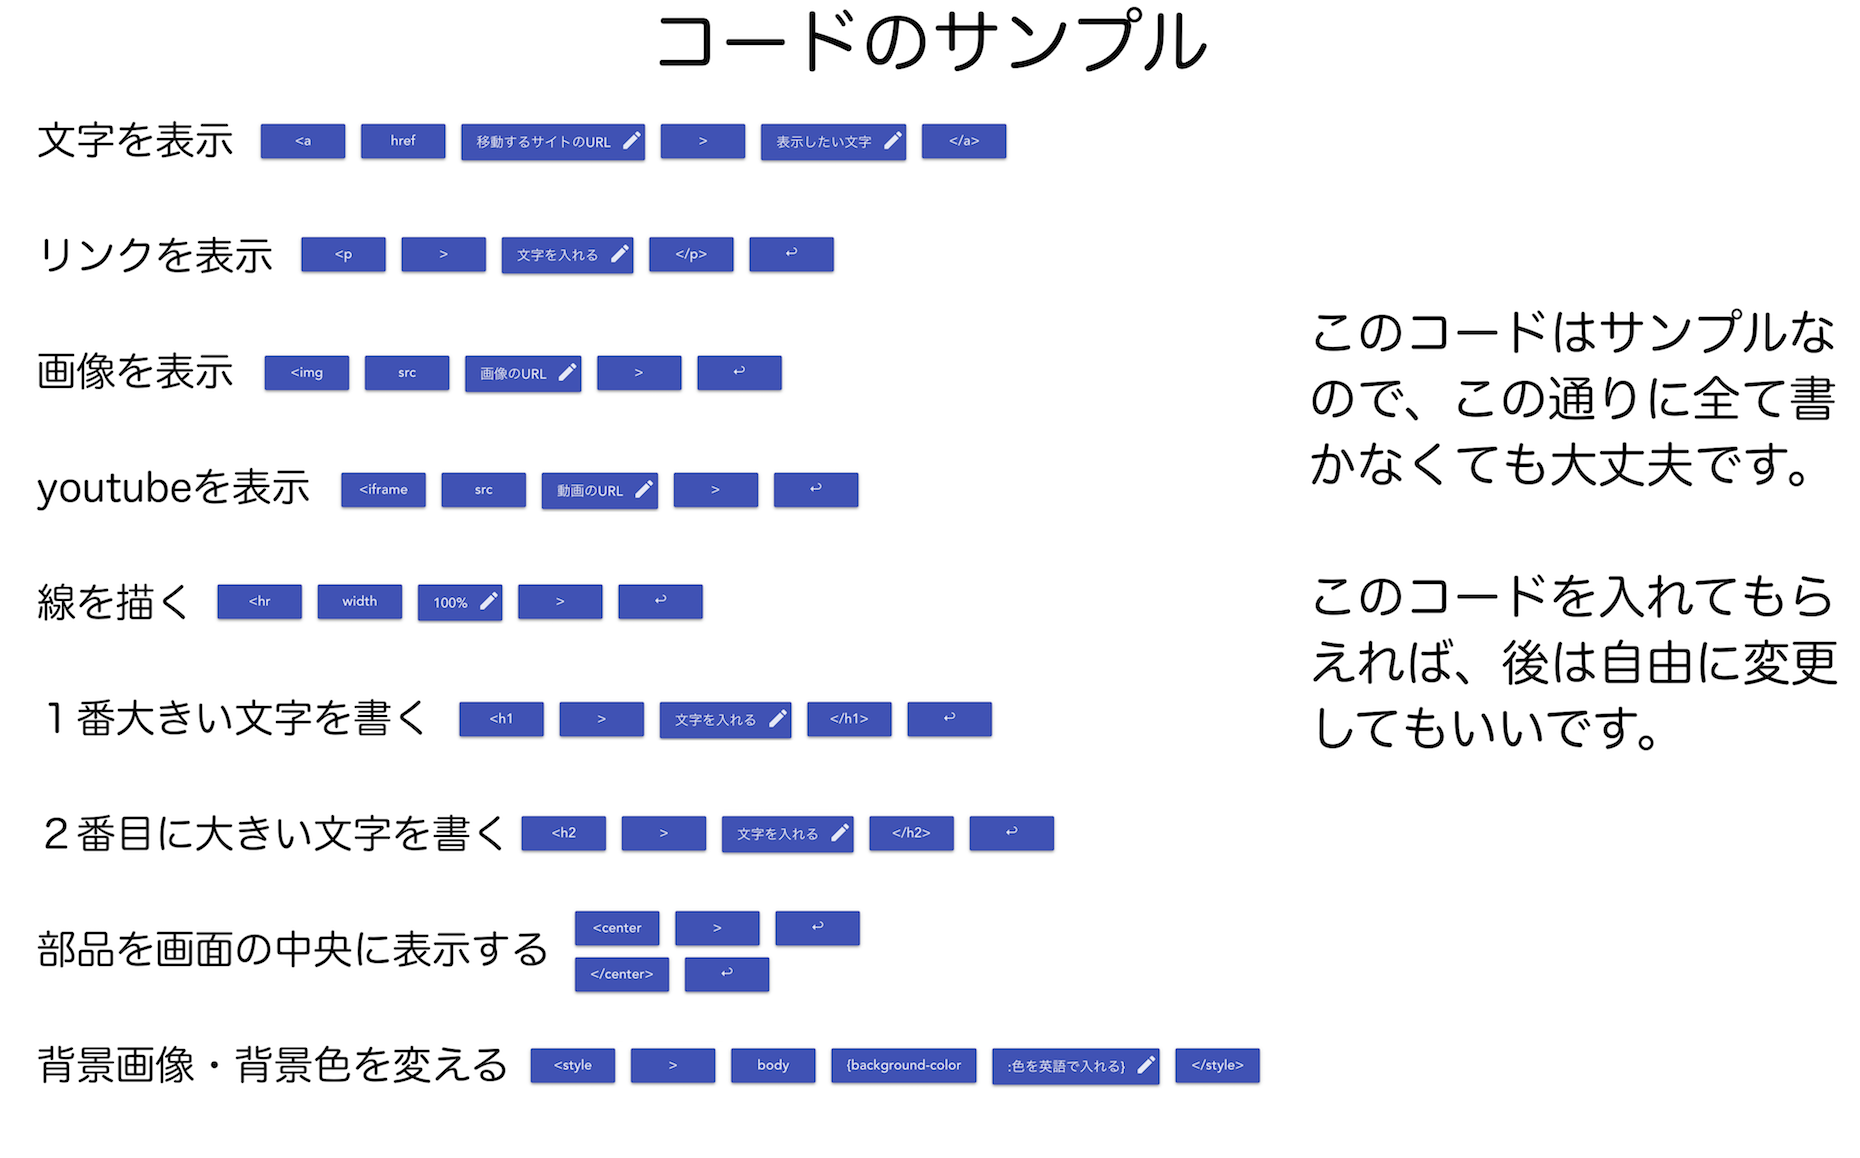 コードのサンプル
文字を表示 <a href 移動するサイトのURL > 表示したい文字 </a>
リンクを表示 <p > 文字を入れる </p> ↩
画像を表示 <img src 画像のURL > ↩
youtubeを表示 <iframe src 動画のURL > ↩
線を描く <hr width 100% > ↩
１番大きい文字を書く <h1 > 文字を入れる </h1> ↩
２番目に大きい文字を書く <h2 > 文字を入れる </h2> ↩
部品を画面の中央に表示する <center > ↩
</center> ↩
背景画像・背景色を変える <style > body {background-color :色を英語で入れる} </style>
このコードはサンプルな
ので、この通りに全て書
かなくても大丈夫です。
このコードを入れてもら
えれば、後は自由に変更
してもいいです。